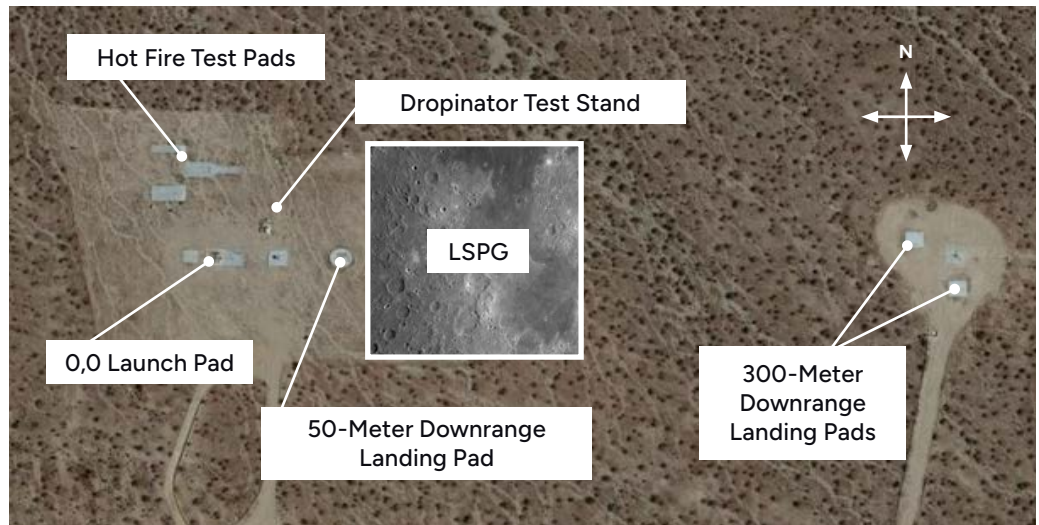 Hot Fire Test Pads
Dropinator Test Stand
N
LSPG
0,0 Launch Pad
50-Meter Downrange
Landing Pad
300-Meter
Downrange
Landing Pads